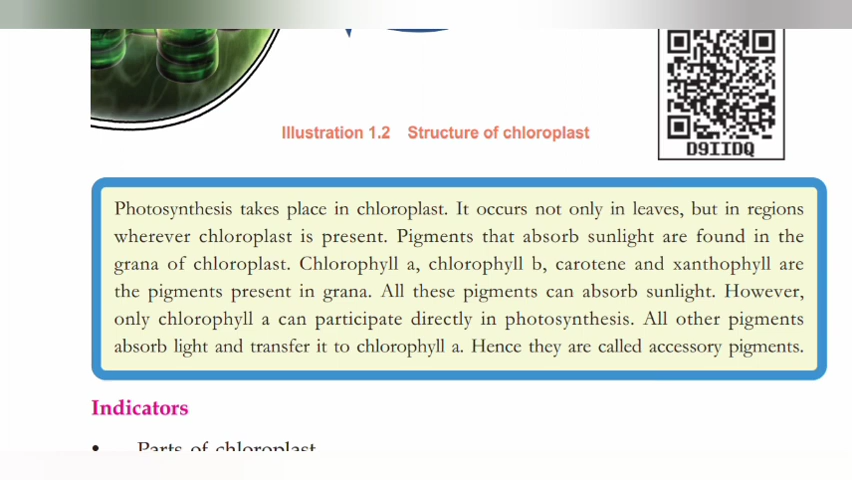 Illustration 1.2 Structure of chloroplast
D9IIDQ
Photosynthesis takes place in chloroplast. It occurs not only in leaves, but in regions
wherever chloroplast is present. Pigments that absorb sunlight are found in the
grana of chloroplast. Chlorophyll a, chlorophyll b, carotene and xanthophyll are
the pigments present in grana. All these pigments can absorb sunlight. However,
only chlorophyll a can participate directly in photosynthesis. All other pigments
absorb light and transfer it to chlorophyll a. Hence they are called accessory pigments.
Indicators
• Parts of chloroplast